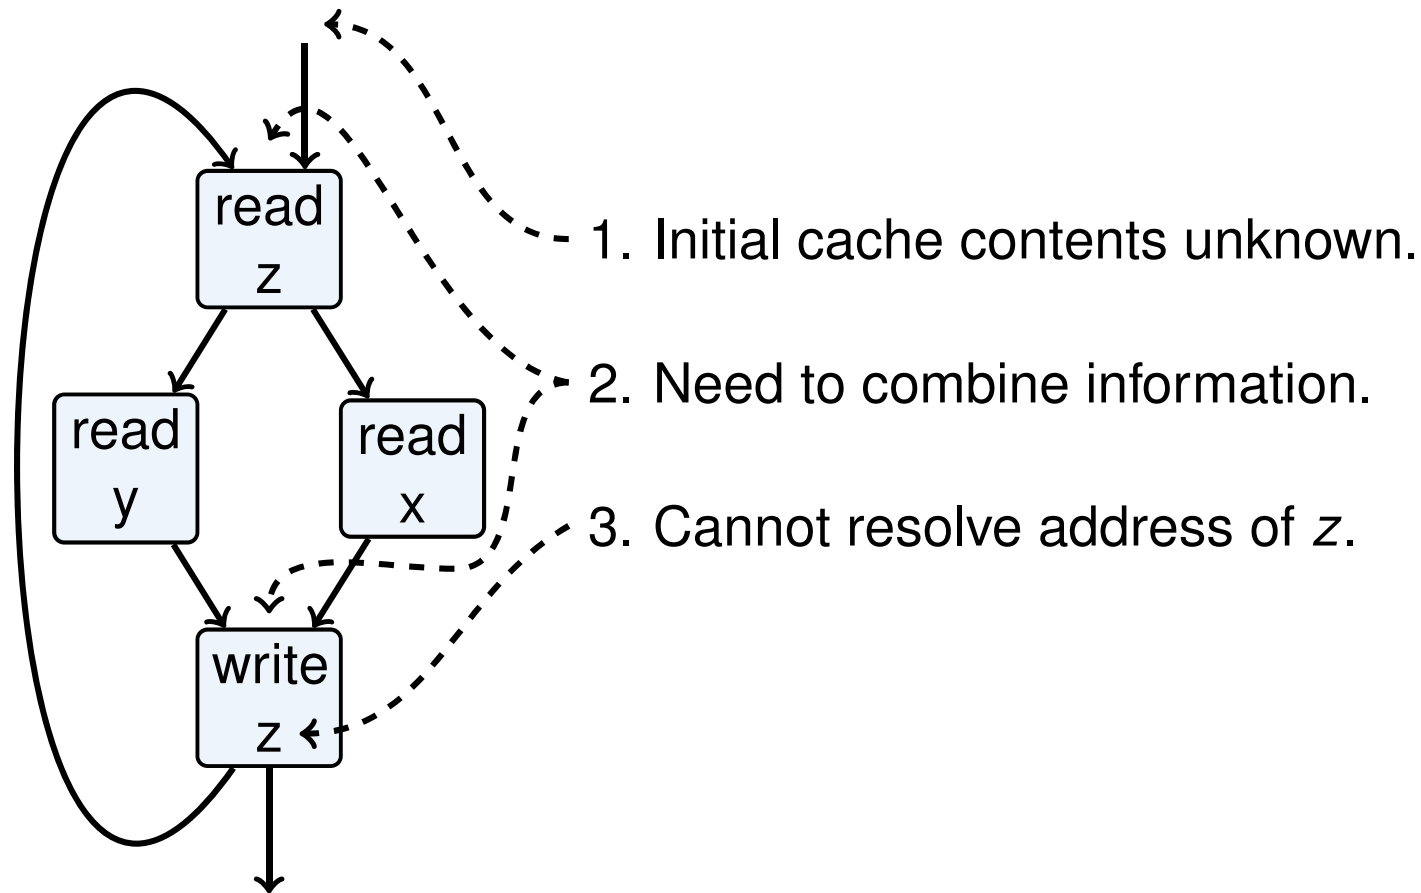 read
z
1. Initial cache contents unknown.
2. Need to combine information.
read
y
read
x
3. Cannot resolve address of z.
write
z